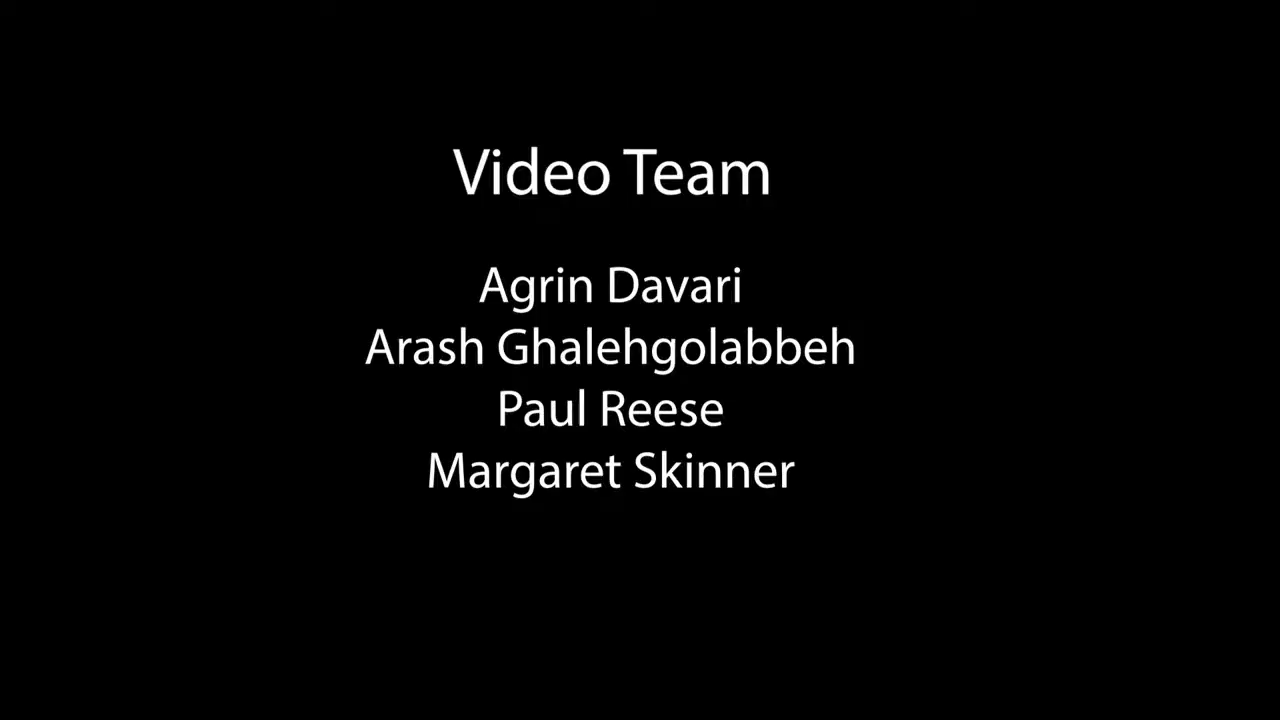 Video Team
Agrin Davari
Arash Ghalehgolabbeh
Paul Reese
Margaret Skinner